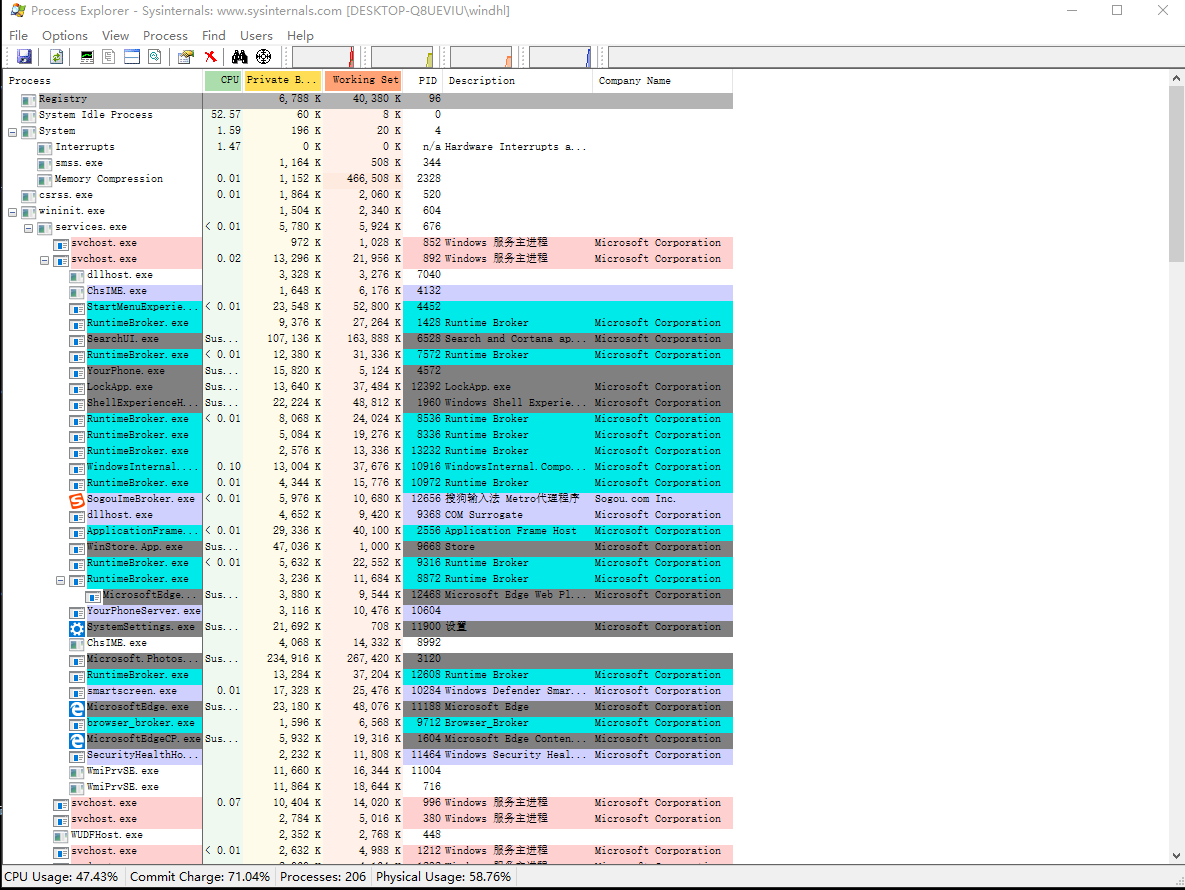 Process Explorer - Sysinternals: www.sysinternals.com [DESKTOP-Q8UEVIU\windhl]
File Options View Process Find Users Help
Process CPU Private B... Working Set PID Description Company Name
Registry 6,788 K 40,380 K 96
System Idle Process 52.57 60 K 8 K 0
System 1.59 196 K 20 K 4
Interrupts 1.47 0 K 0 K n/a Hardware Interrupts a...
smss.exe 1,164 K 508 K 344
Memory Compression 0.01 1,152 K 466,508 K 2328
csrss.exe 0.01 1,864 K 2,060 K 520
wininit.exe 1,504 K 2,340 K 604
services.exe < 0.01 5,780 K 5,924 K 676
svchost.exe 972 K 1,028 K 852 Windows 服务主进程 Microsoft Corporation
svchost.exe 0.02 13,296 K 21,956 K 892 Windows 服务主进程 Microsoft Corporation
dllhost.exe 3,328 K 3,276 K 7040
ChsIME.exe 1,648 K 6,176 K 4132
StartMenuExperie... < 0.01 23,548 K 52,800 K 4452
RuntimeBroker.exe 9,376 K 27,264 K 1428 Runtime Broker Microsoft Corporation
SearchUI.exe Sus... 107,136 K 163,888 K 6528 Search and Cortana ap... Microsoft Corporation
RuntimeBroker.exe < 0.01 12,380 K 31,336 K 7572 Runtime Broker Microsoft Corporation
YourPhone.exe Sus... 15,820 K 5,124 K 4572
LockApp.exe Sus... 13,640 K 37,484 K 12392 LockApp.exe Microsoft Corporation
ShellExperienceH... Sus... 22,224 K 48,812 K 1960 Windows Shell Experie... Microsoft Corporation
RuntimeBroker.exe < 0.01 8,068 K 24,024 K 8536 Runtime Broker Microsoft Corporation
RuntimeBroker.exe 5,084 K 19,276 K 8336 Runtime Broker Microsoft Corporation
RuntimeBroker.exe 2,576 K 13,336 K 13232 Runtime Broker Microsoft Corporation
WindowsInternal.... 0.10 13,004 K 37,676 K 10916 WindowsInternal.Compo... Microsoft Corporation
RuntimeBroker.exe < 0.01 4,344 K 15,776 K 10972 Runtime Broker Microsoft Corporation
SogouImeBroker.exe < 0.01 5,976 K 10,680 K 12656 搜狗输入法 Metro代理程序 Sogou.com Inc.
dllhost.exe 4,652 K 9,420 K 9368 COM Surrogate Microsoft Corporation
ApplicationFrame... < 0.01 29,336 K 40,100 K 2556 Application Frame Host Microsoft Corporation
WinStore.App.exe Sus... 47,036 K 1,000 K 9668 Store Microsoft Corporation
RuntimeBroker.exe < 0.01 5,632 K 22,552 K 9316 Runtime Broker Microsoft Corporation
RuntimeBroker.exe 3,236 K 11,684 K 8872 Runtime Broker Microsoft Corporation
MicrosoftEdge... Sus... 3,880 K 9,544 K 12468 Microsoft Edge Web Pl... Microsoft Corporation
YourPhoneServer.exe 3,116 K 10,476 K 10604
SystemSettings.exe Sus... 21,692 K 708 K 11900 设置 Microsoft Corporation
ChsIME.exe 4,068 K 14,332 K 8992
Microsoft.Photos... Sus... 234,916 K 267,420 K 3120
RuntimeBroker.exe 13,284 K 37,204 K 12608 Runtime Broker Microsoft Corporation
smartscreen.exe 0.01 17,328 K 25,476 K 10284 Windows Defender Smar... Microsoft Corporation
MicrosoftEdge.exe Sus... 23,180 K 48,076 K 11188 Microsoft Edge Microsoft Corporation
browser_broker.exe 1,596 K 6,568 K 9712 Browser_Broker Microsoft Corporation
MicrosoftEdgeCP.exe Sus... 5,932 K 19,316 K 1604 Microsoft Edge Conten... Microsoft Corporation
SecurityHealthHo... 2,232 K 11,808 K 11464 Windows Security Heal... Microsoft Corporation
WmiPrvSE.exe 11,660 K 16,344 K 11004
WmiPrvSE.exe 11,864 K 18,644 K 716
svchost.exe 0.07 10,404 K 14,020 K 996 Windows 服务主进程 Microsoft Corporation
svchost.exe 2,784 K 5,016 K 380 Windows 服务主进程 Microsoft Corporation
WUDFHost.exe 2,352 K 2,768 K 448
svchost.exe < 0.01 2,632 K 4,988 K 1212 Windows 服务主进程 Microsoft Corporation
CPU Usage: 47.43% Commit Charge: 71.04% Processes: 206 Physical Usage: 58.76%